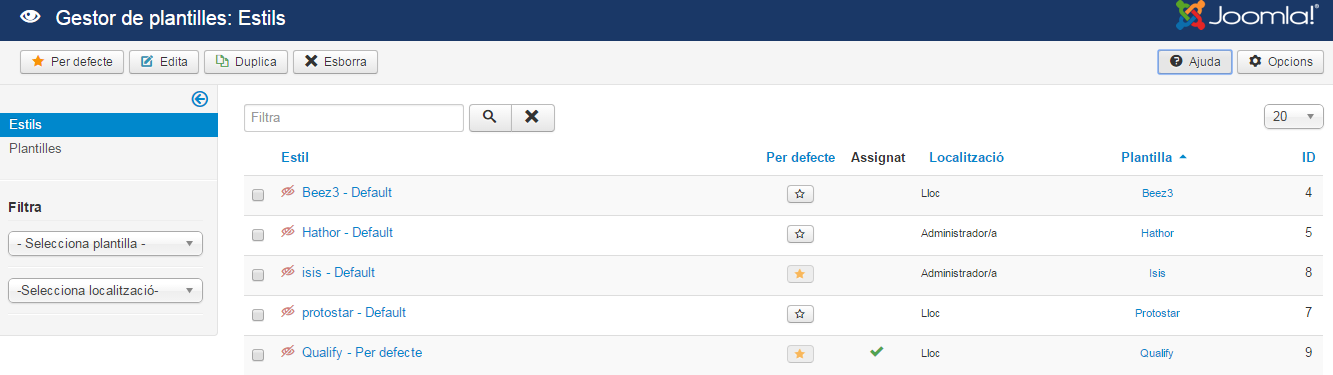 Gestor de plantilles: Estils
Joomla!
Per defecte Edita Duplica Esborra Ajuda Opcions
Estils
Plantilles
Filtra
- Selecciona plantilla -
-Selecciona localització-
Filtra 20
Estil Per defecte Assignat Localització Plantilla ID
Beez3 - Default Lloc Beez3 4
Hathor - Default Administrador/a Hathor 5
isis - Default Administrador/a Isis 8
protostar - Default Lloc Protostar 7
Qualify - Per defecte Lloc Qualify 9